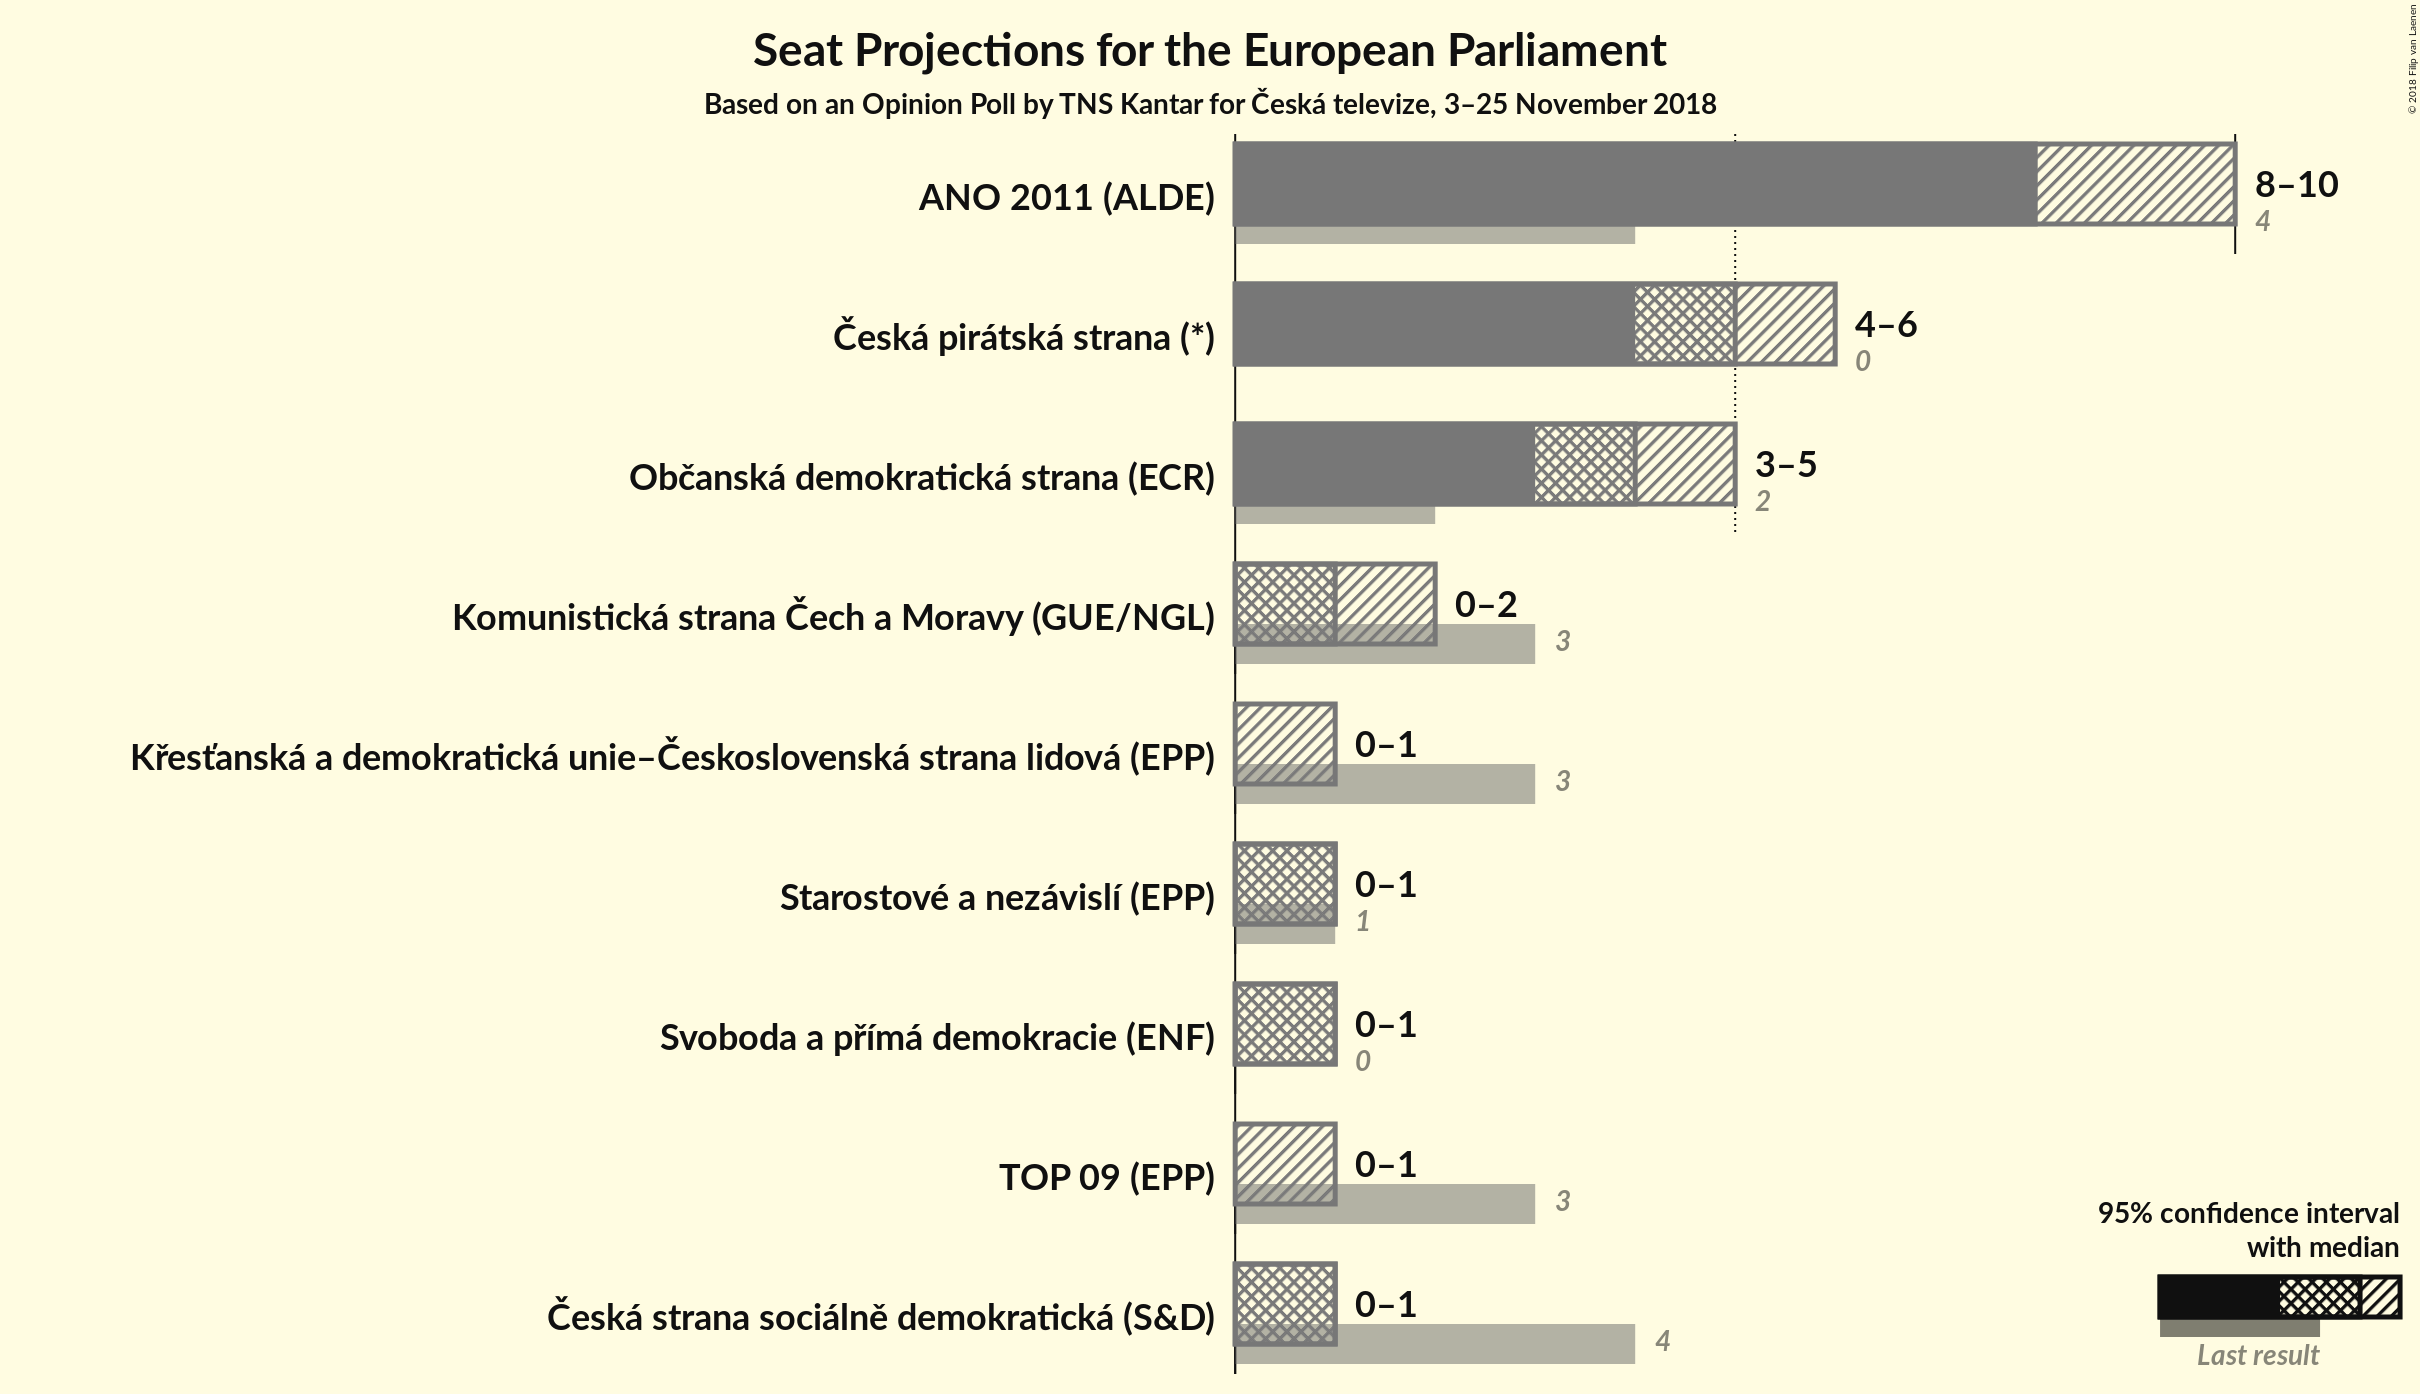 Seat Projections for the European Parliament
Based on an Opinion Poll by TNS Kantar for Česká televize, 3–25 November 2018
© 2018 Filip van Laenen
ANO 2011 (ALDE)
8–10
4
Česká pirátská strana (*)
4–6
0
Občanská demokratická strana (ECR)
3–5
2
Komunistická strana Čech a Moravy (GUE/NGL)
0–2
3
Křesťanská a demokratická unie–Československá strana lidová (EPP)
0–1
3
Starostové a nezávislí (EPP)
0–1
1
Svoboda a přímá demokracie (ENF)
0–1
0
TOP 09 (EPP)
0–1
3
Česká strana sociálně demokratická (S&D)
0–1
4
95% confidence interval
with median
Last result